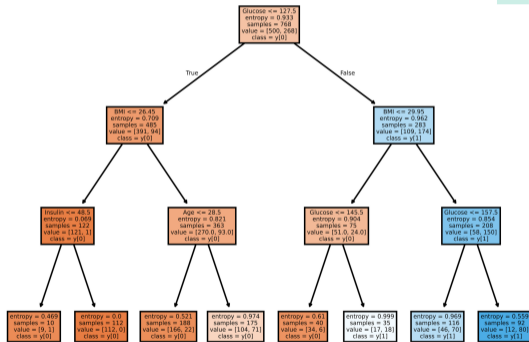 Glucose <= 127.5
entropy = 0.933
samples = 768
value = [500, 268]
class = y[0]
True
False
BMI <= 26.45
entropy = 0.709
samples = 485
value = [391, 94]
class = y[0]
BMI <= 29.95
entropy = 0.962
samples = 283
value = [109, 174]
class = y[1]
Insulin <= 48.5
entropy = 0.069
samples = 122
value = [121, 1]
class = y[0]
Age <= 28.5
entropy = 0.821
samples = 363
value = [270.0, 93.0]
class = y[0]
Glucose <= 145.5
entropy = 0.904
samples = 75
value = [51.0, 24.0]
class = y[0]
Glucose <= 157.5
entropy = 0.854
samples = 208
value = [58, 150]
class = y[1]
entropy = 0.469
samples = 10
value = [9, 1]
class = y[0]
entropy = 0.0
samples = 112
value = [112, 0]
class = y[0]
entropy = 0.521
samples = 188
value = [166, 22]
class = y[0]
entropy = 0.974
samples = 175
value = [104, 71]
class = y[0]
entropy = 0.61
samples = 40
value = [34, 6]
class = y[0]
entropy = 0.999
samples = 35
value = [17, 18]
class = y[1]
entropy = 0.969
samples = 116
value = [46, 70]
class = y[1]
entropy = 0.559
samples = 92
value = [12, 80]
class = y[1]